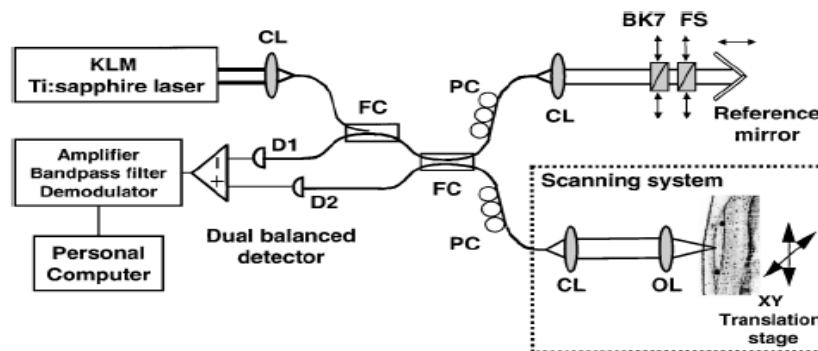 KLM
Ti:sapphire laser
CL
FC
D1
D2
Amplifier
Bandpass filter
Demodulator
Personal
Computer
Dual balanced
detector
FC
PC
PC
CL
BK7 FS
Reference
mirror
Scanning system
CL
OL
XY
Translation
stage
- 
+